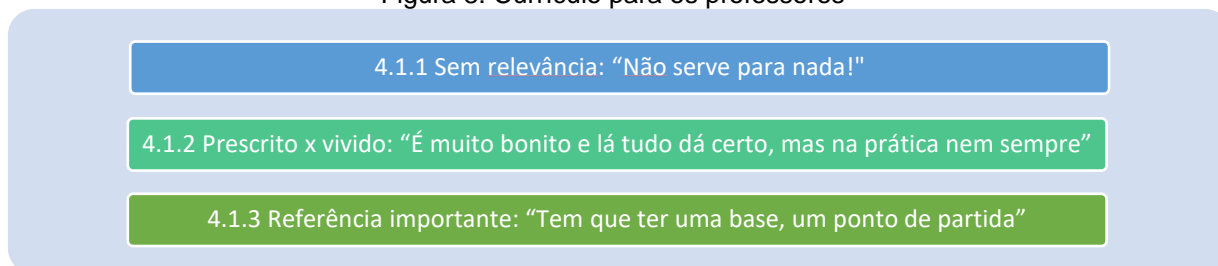 Figura 3. Currículo para os professores
4.1.1 Sem relevância: “Não serve para nada!"
4.1.2 Prescrito x vivido: “É muito bonito e lá tudo dá certo, mas na prática nem sempre”
4.1.3 Referência importante: “Tem que ter uma base, um ponto de partida”